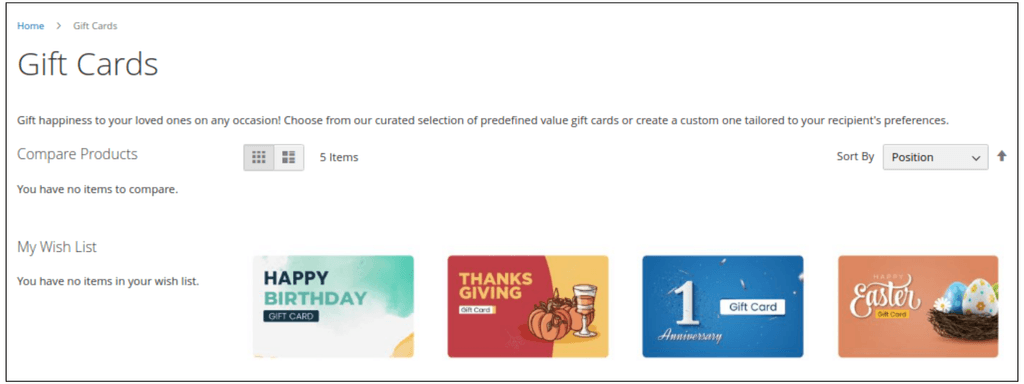 Home > Gift Cards
Gift Cards
Gift happiness to your loved ones on any occasion! Choose from our curated selection of predefined value gift cards or create a custom one tailored to your recipient's preferences.
Compare Products
5 Items
Sort By Position
You have no items to compare.
My Wish List
You have no items in your wish list.
HAPPY
BIRTHDAY
GIFT CARD
THANKS
GIVING
Gift Card
1
Gift Card
Anniversary
HAPPY
Easter
Gift Card